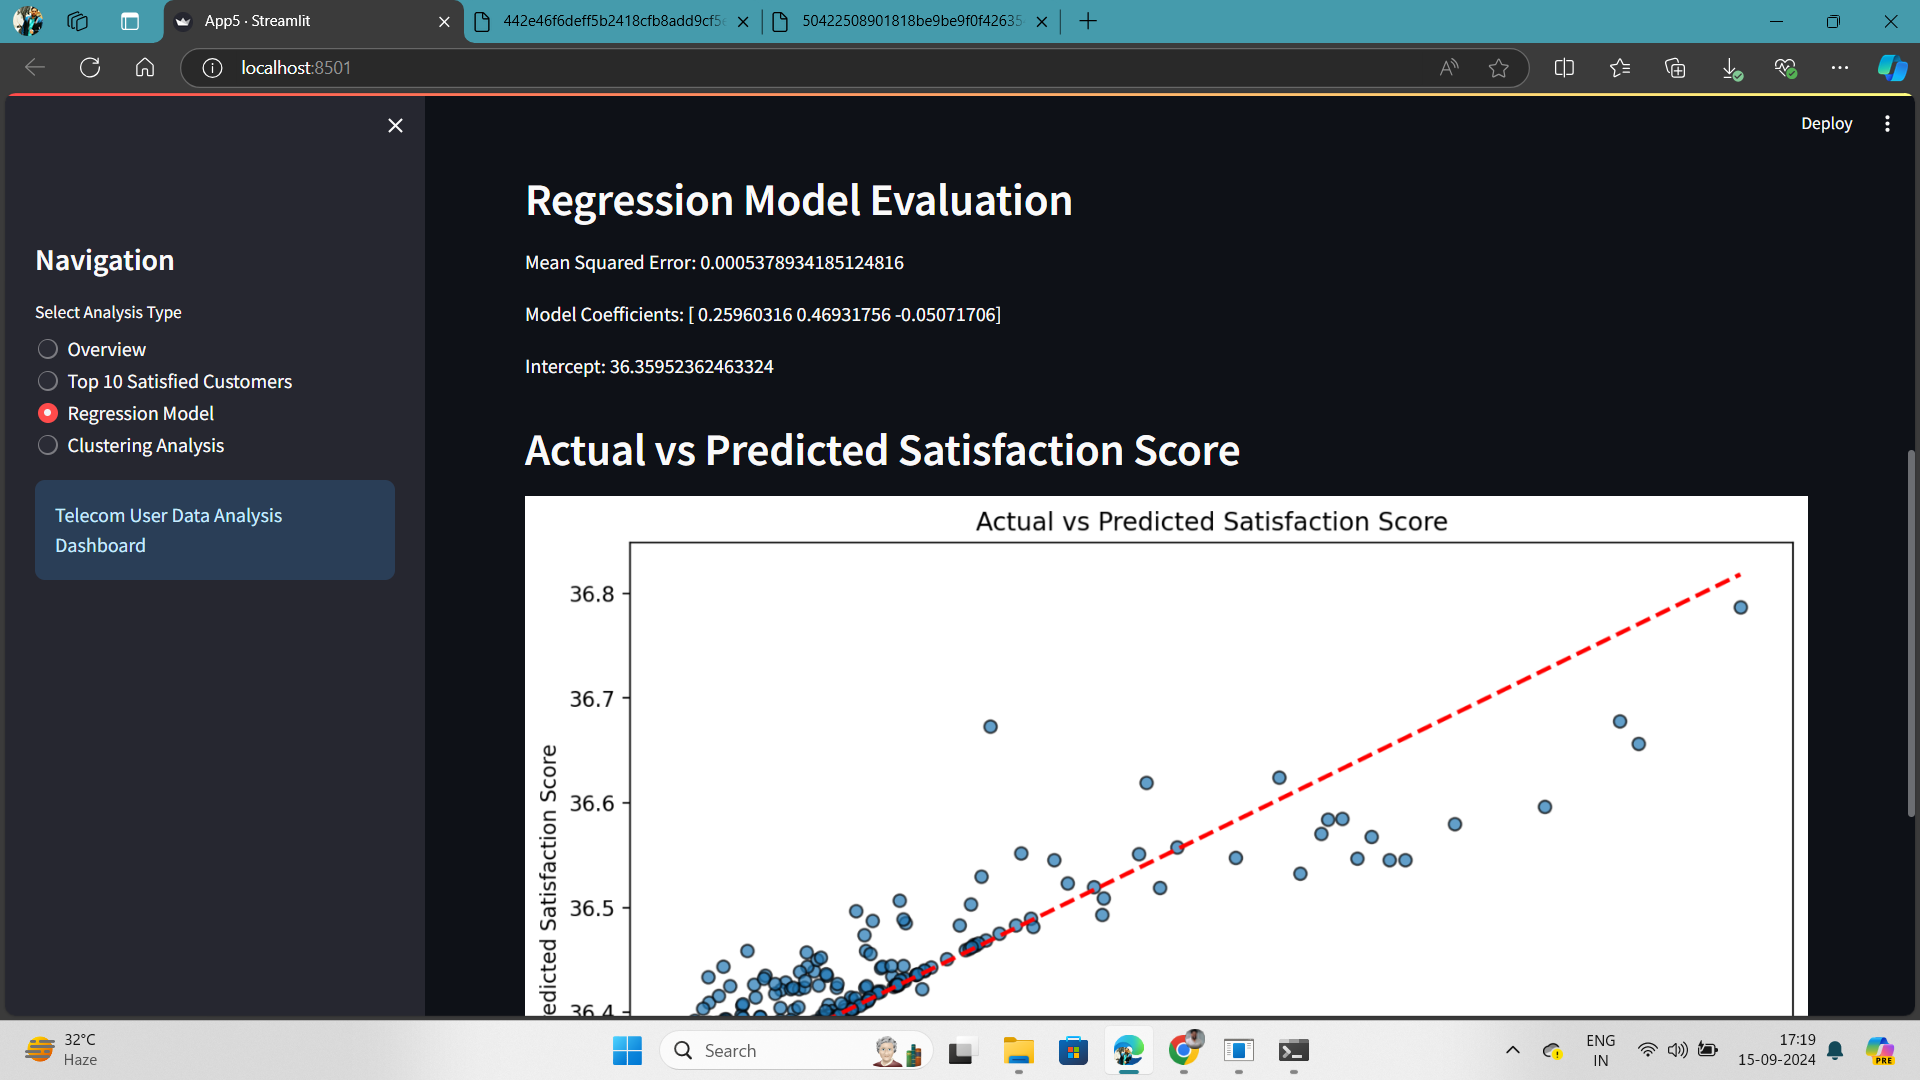 App5 · Streamlit
442e46f6deff5b2418cfb8add9cf5
50422508901818be9be9f0f42635
localhost:8501
Deploy
Navigation
Select Analysis Type
Overview
Top 10 Satisfied Customers
Regression Model
Clustering Analysis
Telecom User Data Analysis
Dashboard
Regression Model Evaluation
Mean Squared Error: 0.0005378934185124816
Model Coefficients: [ 0.25960316 0.46931756 -0.05071706]
Intercept: 36.35952362463324
Actual vs Predicted Satisfaction Score
Actual vs Predicted Satisfaction Score
36.8
36.7
36.6
36.5
36.4
edicted Satisfaction Score
32°C
Haze
Search
ENG
IN
17:19
15-09-2024
PRE